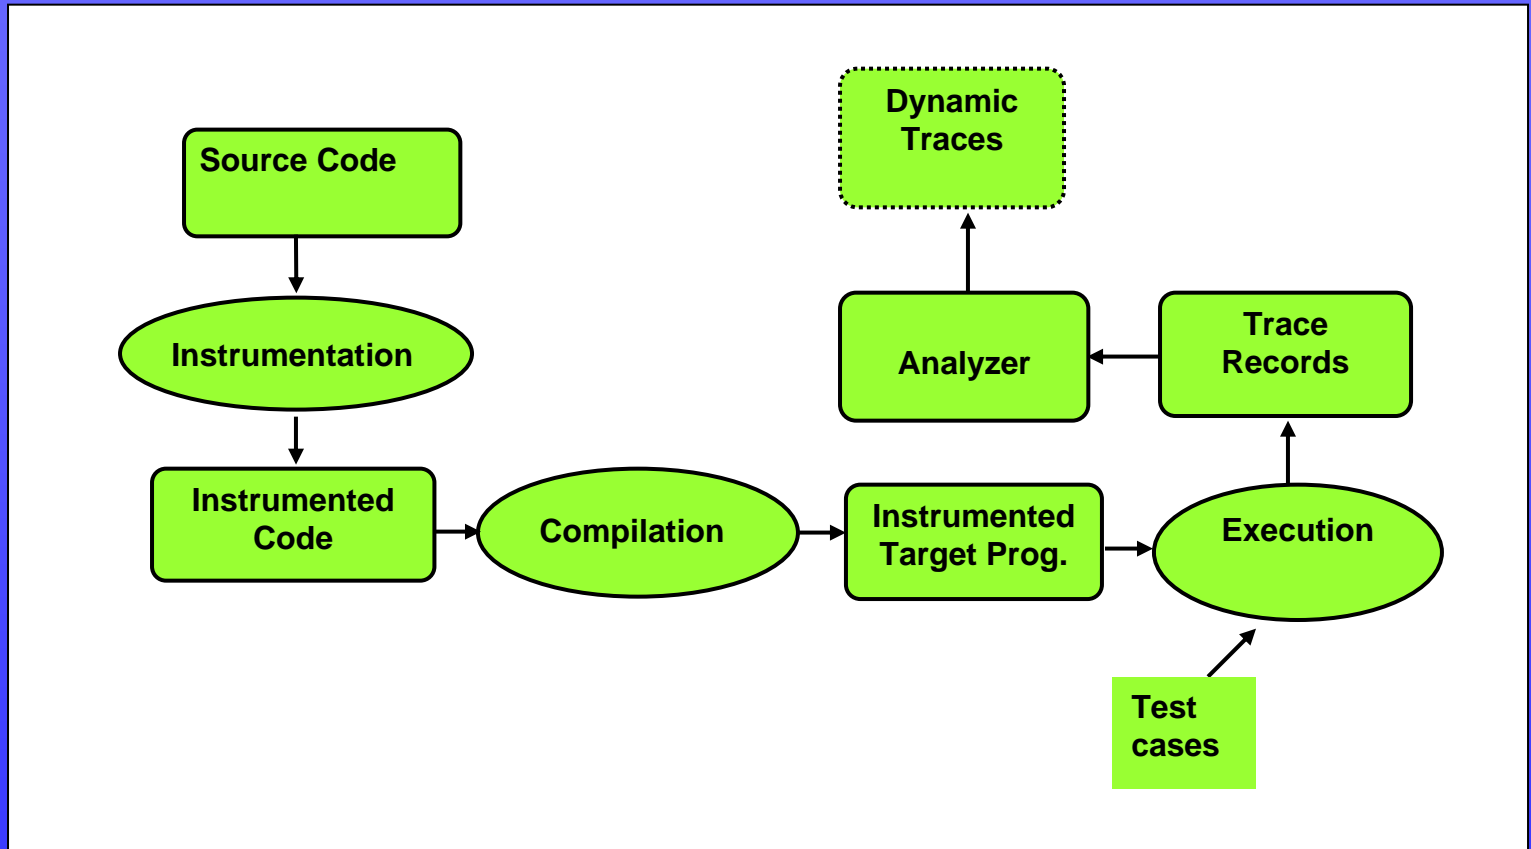 Source Code
Instrumentation
Instrumented
Code
Compilation
Instrumented
Target Prog.
Execution
Test
cases
Trace
Records
Analyzer
Dynamic
Traces